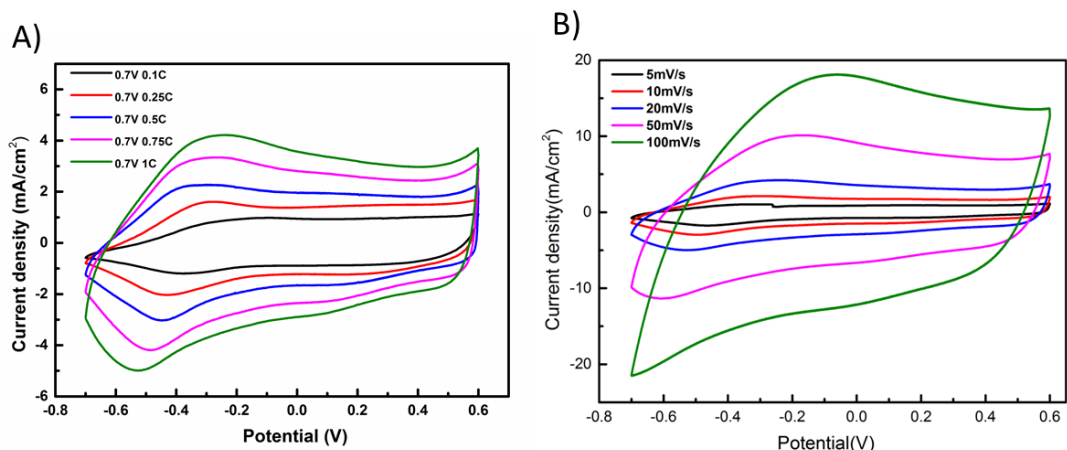 A)
6
4
2
0
-2
-4
-6
Current density (mA/cm²)
0.7V 0.1C
0.7V 0.25C
0.7V 0.5C
0.7V 0.75C
0.7V 1C
-0.8 -0.6 -0.4 -0.2 0.0 0.2 0.4 0.6
Potential (V)
B)
20
10
0
-10
-20
Current density(mA/cm²)
5mV/s
10mV/s
20mV/s
50mV/s
100mV/s
-0.8 -0.6 -0.4 -0.2 0.0 0.2 0.4 0.6
Potential(V)